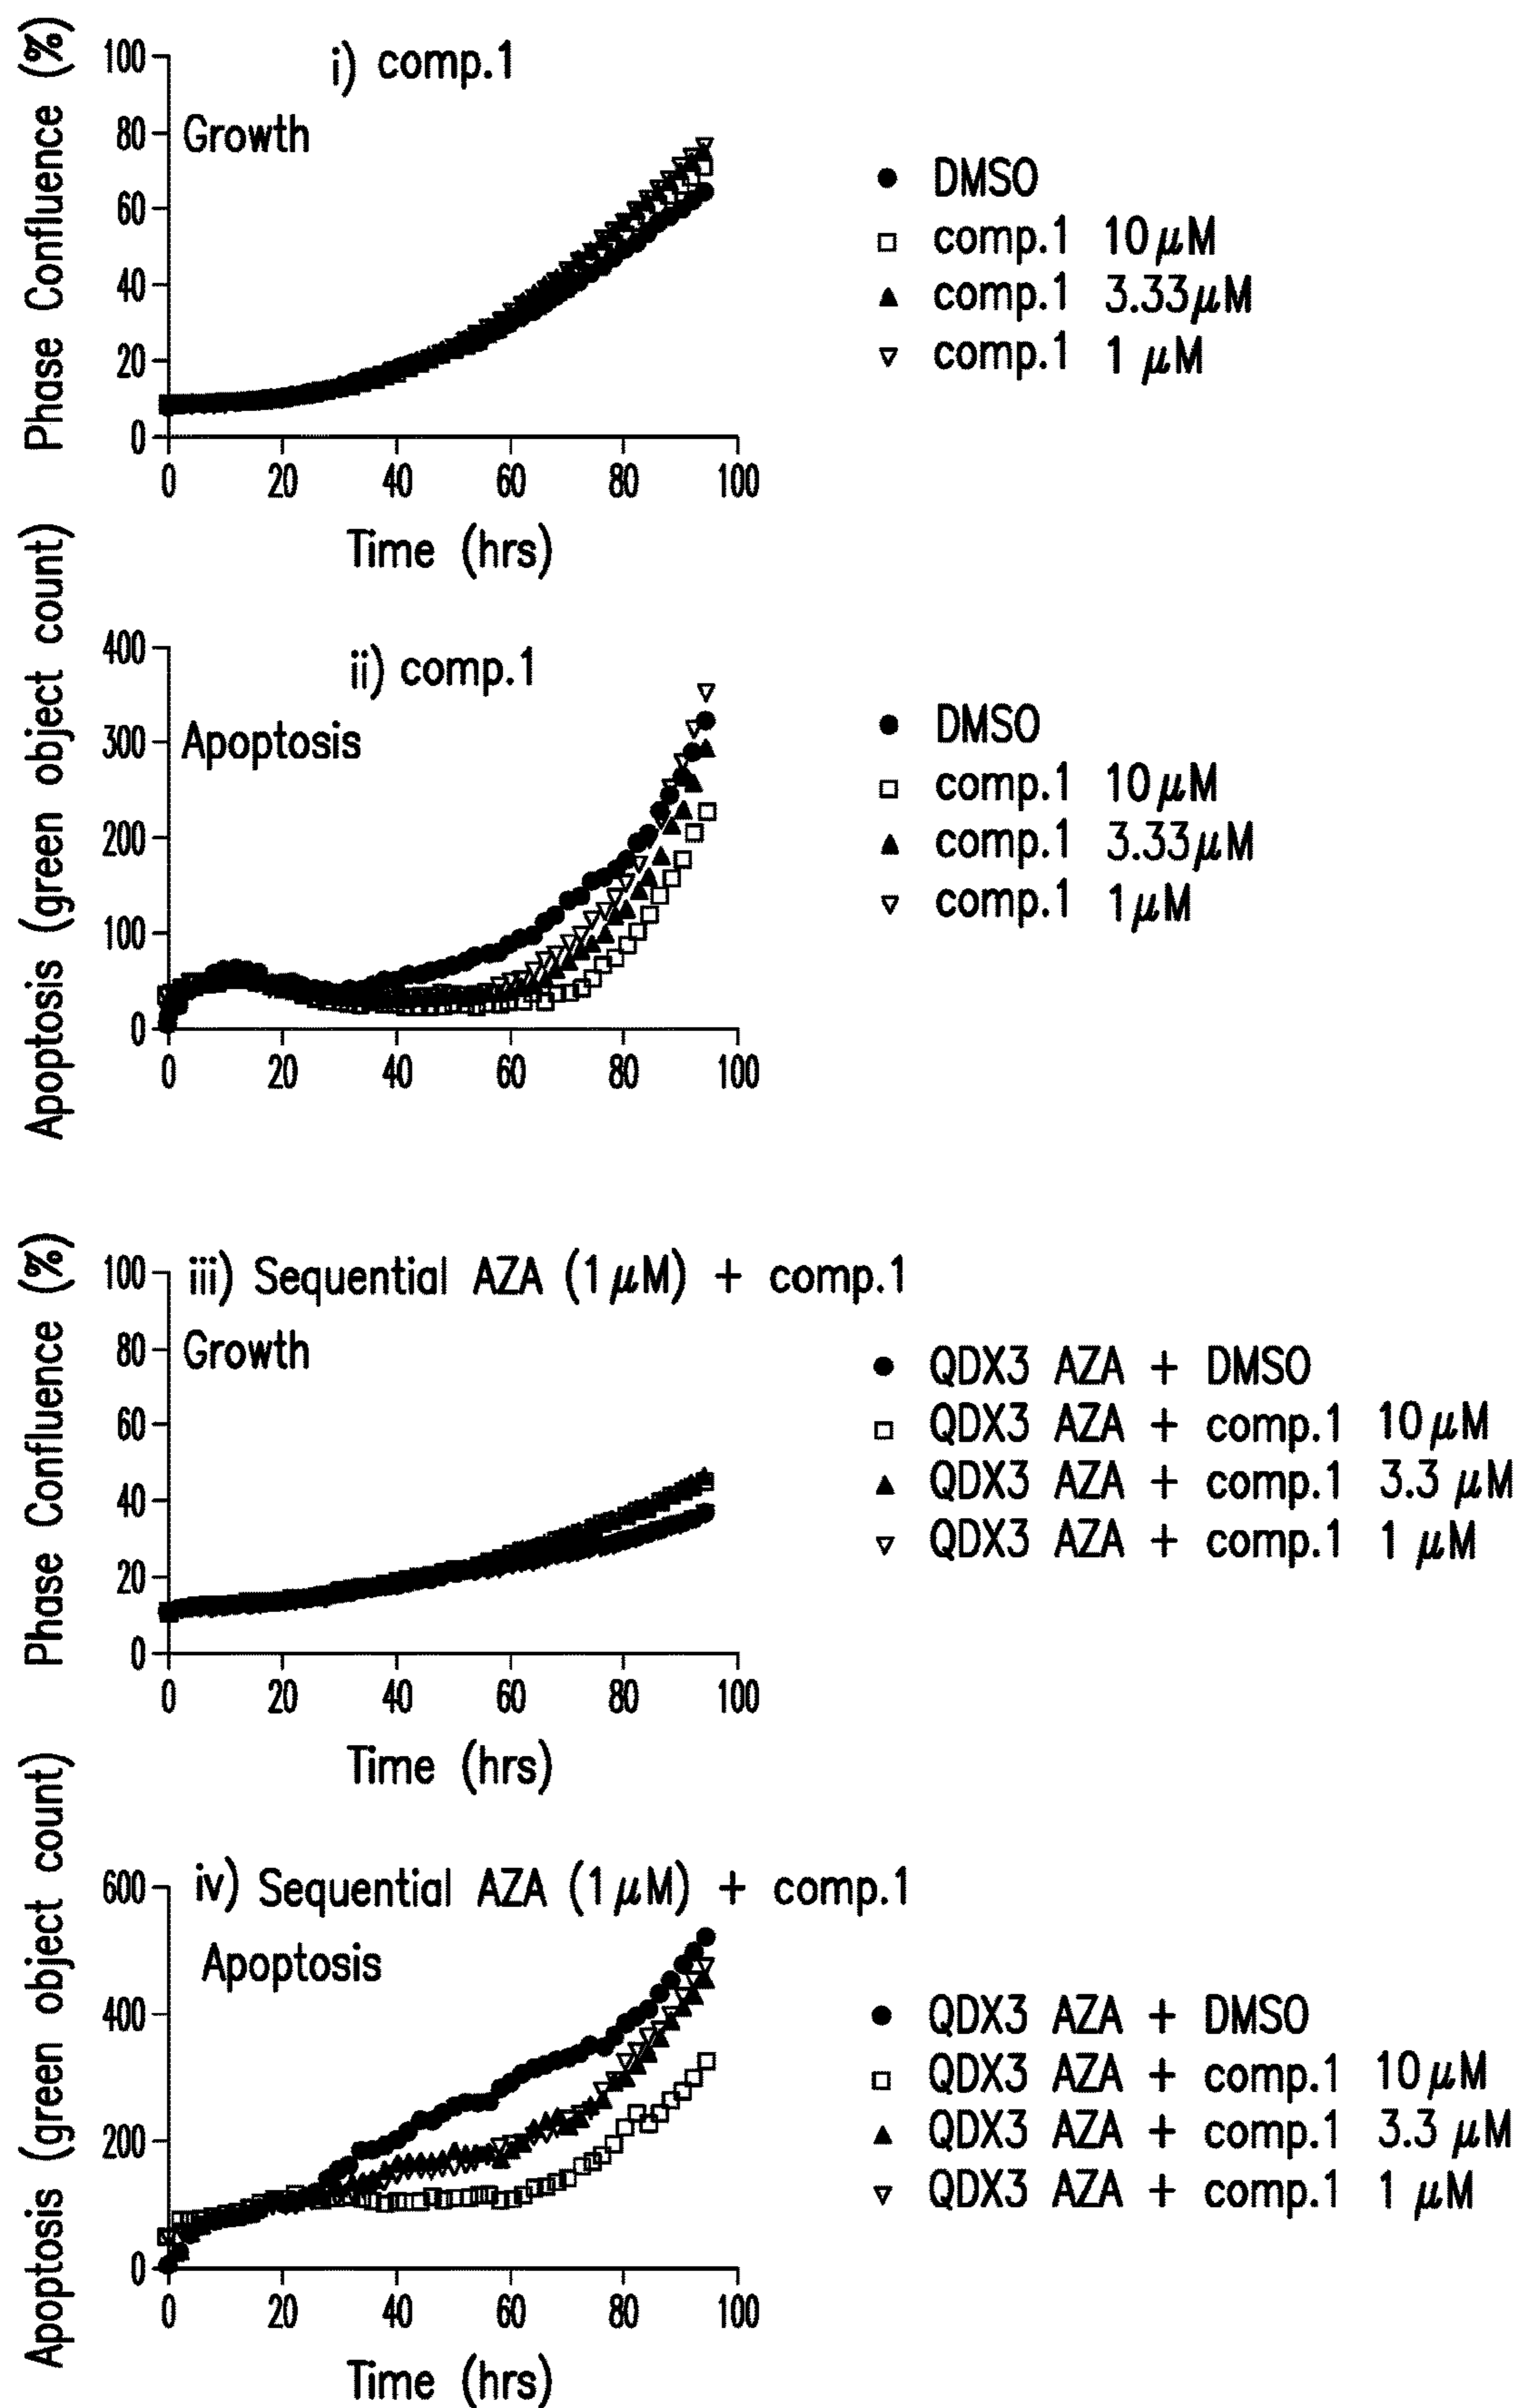 Phase Confluence (%)
100
80
60
40
20
0
i) comp.1
Growth
0 20 40 60 80 100
Time (hrs)
● DMSO
□ comp.1 10 μM
▲ comp.1 3.33 μM
▽ comp.1 1 μM
Apoptosis (green object count)
400
300
200
100
0
ii) comp.1
Apoptosis
0 20 40 60 80 100
● DMSO
□ comp.1 10 μM
▲ comp.1 3.33 μM
▽ comp.1 1 μM
Phase Confluence (%)
100
80
60
40
20
0
iii) Sequential AZA (1 μM) + comp.1
Growth
0 20 40 60 80 100
Time (hrs)
● QDX3 AZA + DMSO
□ QDX3 AZA + comp.1 10 μM
▲ QDX3 AZA + comp.1 3.3 μM
▽ QDX3 AZA + comp.1 1 μM
Apoptosis (green object count)
600
400
200
0
iv) Sequential AZA (1 μM) + comp.1
Apoptosis
0 20 40 60 80 100
Time (hrs)
● QDX3 AZA + DMSO
□ QDX3 AZA + comp.1 10 μM
▲ QDX3 AZA + comp.1 3.3 μM
▽ QDX3 AZA + comp.1 1 μM